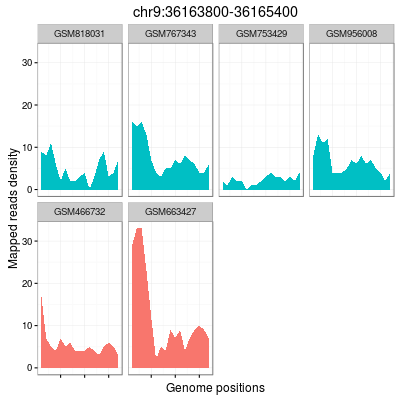 chr9:36163800-36165400
GSM818031 GSM767343 GSM753429 GSM956008
30
20
10
0
GSM466732 GSM663427
30
20
10
0
Mapped reads density
Genome positions